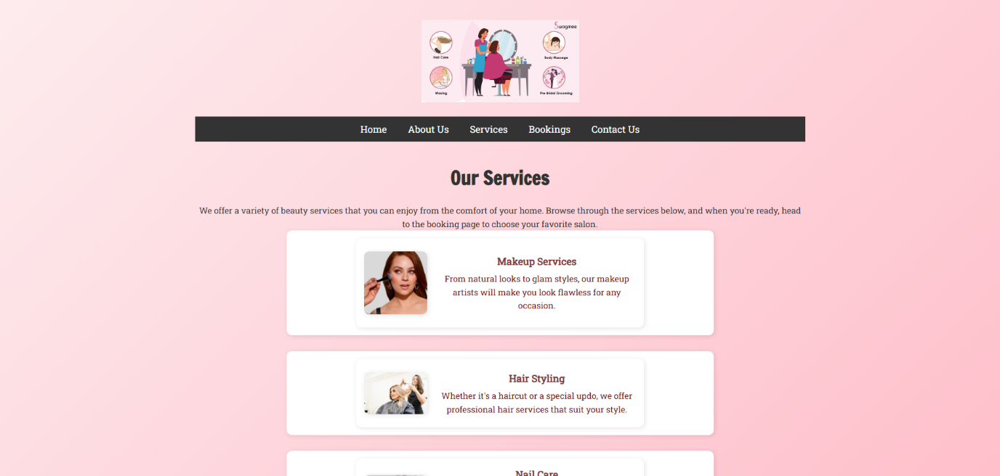 Swagmee
Hair Care
Body Massage
Waxing
Pre-Bridal Grooming
Home About Us Services Bookings Contact Us
Our Services
We offer a variety of beauty services that you can enjoy from the comfort of your home. Browse through the services below, and when you're ready, head
to the booking page to choose your favorite salon.
Makeup Services
From natural looks to glam styles, our makeup
artists will make you look flawless for any
occasion.
Hair Styling
Whether it's a haircut or a special updo, we offer
professional hair services that suit your style.
Nail Care